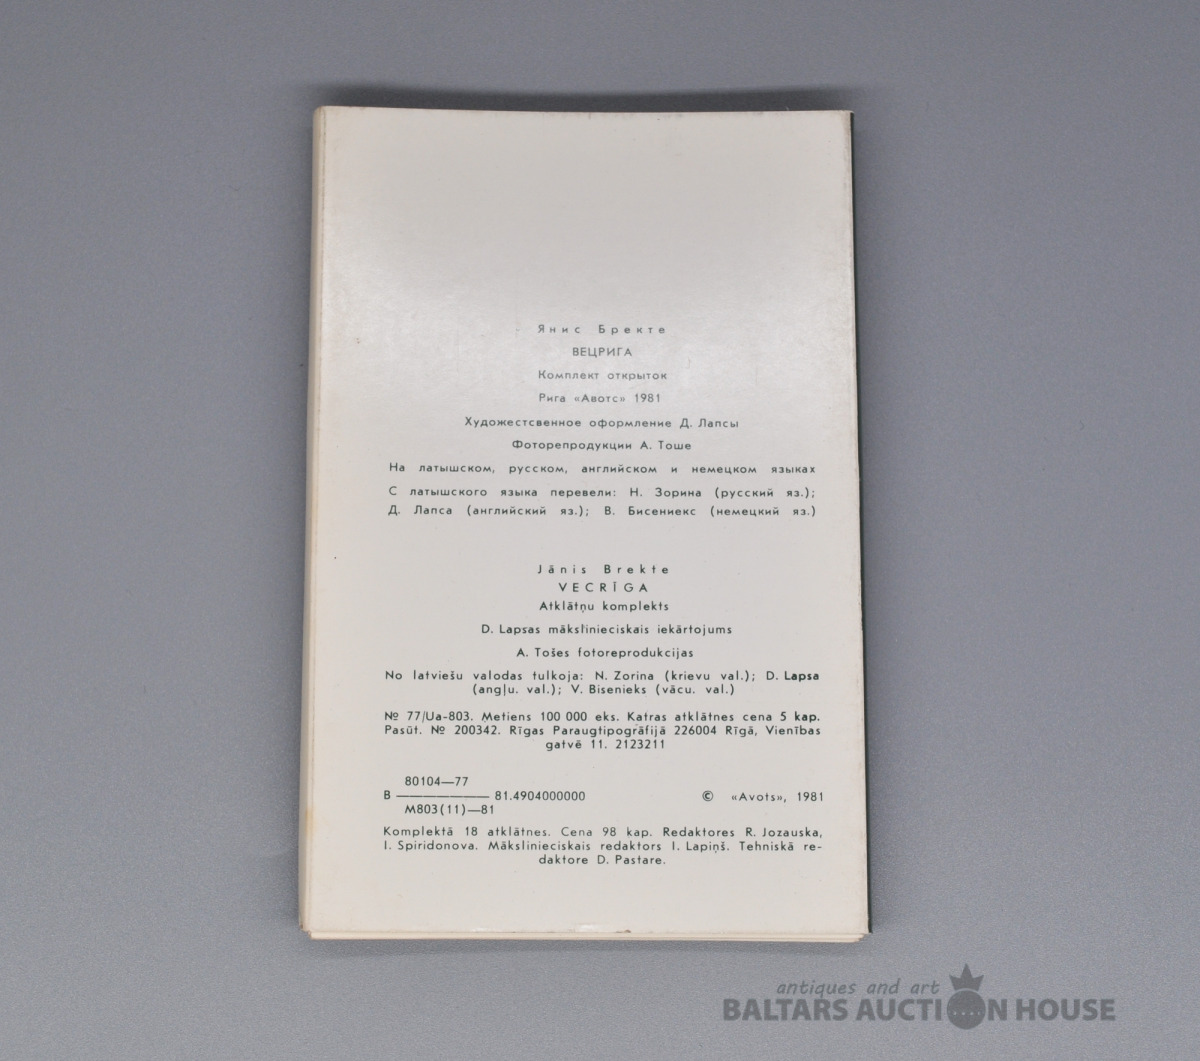 Янис Бректе
ВЕЦРИГА
Комплект открыток
Рига «Авотс» 1981
Художестсвенное оформление Д. Лапсы
Фоторепродукции А. Тоше
На латышском, русском, английском и немецком языках
С латышского языка перевели: Н. Зорина (русский яз.);
Д. Лапса (английский яз.); В. Бисениекс (немецкий яз.)
Jānis Brekte
VECRĪGA
Atklātņu komplekts
D. Lapsas mākslinieciskais iekārtojums
A. Tošes fotoreprodukcijas
No latviešu valodas tulkoja: N. Zorina (krievu val.); D. Lapsa
(angļu. val.); V. Bisenieks (vācu. val.)
№ 77/Ua-803. Metiens 100 000 eks. Katras atklātnes cena 5 kap.
Pasūt. № 200342. Rīgas Paraugtipogrāfijā 226004 Rīgā, Vienības
gatvē 11. 2123211
80104—77
В ———————— 81.4904000000
М803(11)—81
© «Avots», 1981
Komplektā 18 atklātnes. Cena 98 kap. Redaktores R. Jozauska,
I. Spiridonova. Mākslinieciskais redaktors I. Lapiņš. Tehniskā re-
daktore D. Pastare.
antiques and art
BALTARS AUCTION HOUSE